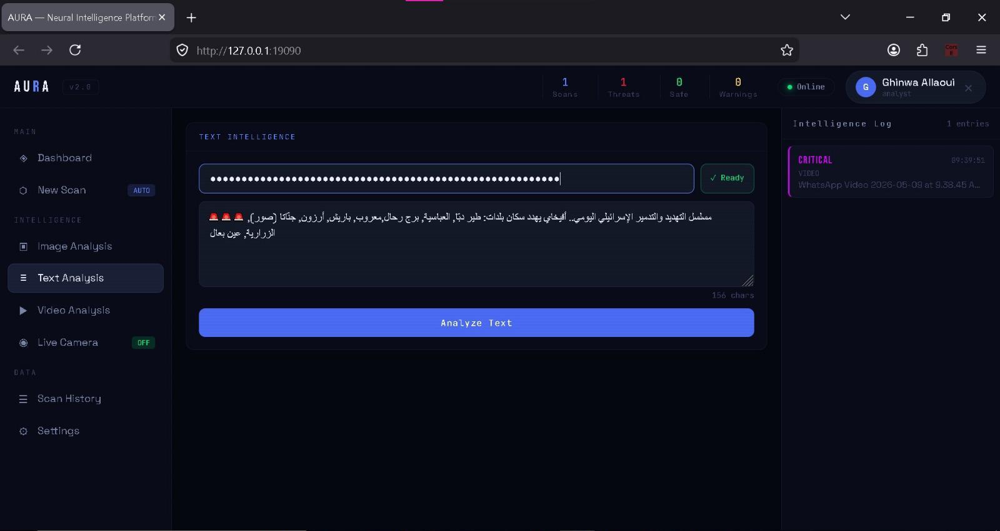 AURA — Neural Intelligence Platform
http://127.0.0.1:19090
Cors
E
AURA
v2.0
1
Scans
1
Threats
0
Safe
0
Warnings
Online
G
Ghinwa Allaoui
analyst
MAIN
Dashboard
New Scan
AUTO
INTELLIGENCE
Image Analysis
Text Analysis
Video Analysis
Live Camera
OFF
DATA
Scan History
Settings
TEXT INTELLIGENCE
✓ Ready
🚨🚨🚨 مسلسل التهديد والتدمير الإسرائيلي اليومي.. أفيخاي يهدد سكان بلدات: طير دبّا, العباسية, برج رحال,معروب, باريش, أرزون, جنّاتا (صور),
الزرارية, عين بعال
156 chars
Analyze Text
Intelligence Log
1 entries
CRITICAL
09:39:51
VIDEO
WhatsApp Video 2026-05-09 at 9.38.45 A...